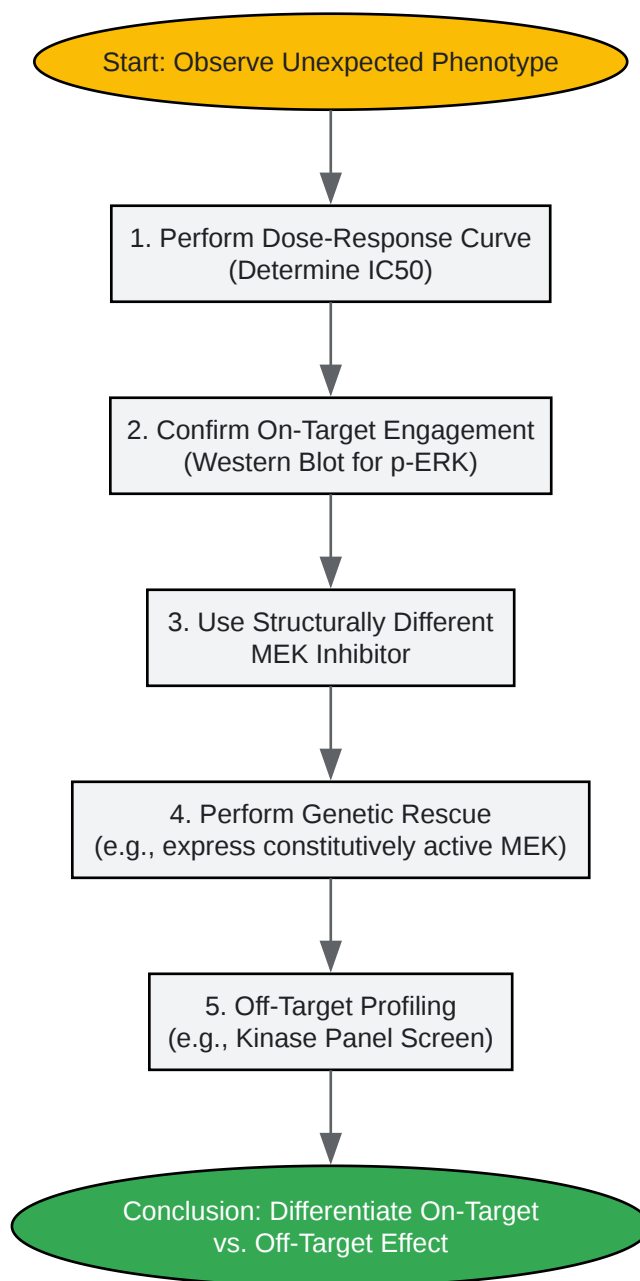 Start: Observe Unexpected Phenotype
1. Perform Dose-Response Curve
(Determine IC50)
2. Confirm On-Target Engagement
(Western Blot for p-ERK)
3. Use Structurally Different
MEK Inhibitor
4. Perform Genetic Rescue
(e.g., express constitutively active MEK)
5. Off-Target Profiling
(e.g., Kinase Panel Screen)
Conclusion: Differentiate On-Target
vs. Off-Target Effect